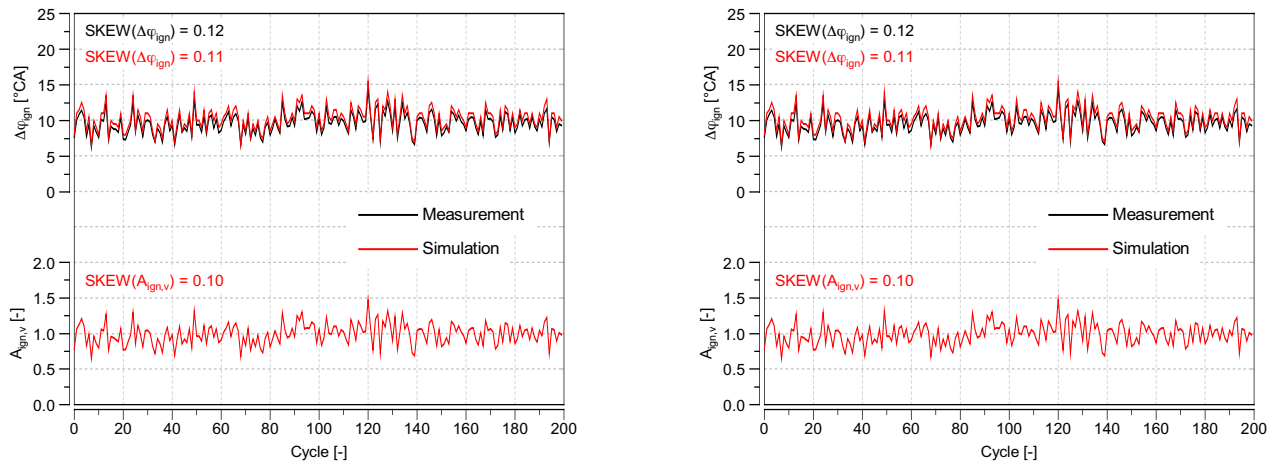 SKEW(Δφign) = 0.12
SKEW(Δφign) = 0.11
25
20
15
10
5
0
Δφign [°CA]
Measurement
Simulation
SKEW(Aign,v) = 0.10
2.0
1.5
1.0
0.5
0.0
Aign,v [-]
0 20 40 60 80 100 120 140 160 180 200
Cycle [-]
SKEW(Δφign) = 0.12
SKEW(Δφign) = 0.11
25
20
15
10
5
0
Δφign [°CA]
Measurement
Simulation
SKEW(Aign,v) = 0.10
2.0
1.5
1.0
0.5
0.0
Aign,v [-]
0 20 40 60 80 100 120 140 160 180 200
Cycle [-]